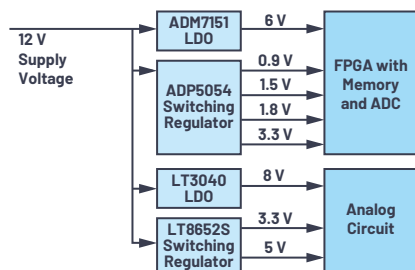 12 V
Supply
Voltage
ADM7151
LDO
6 V
ADP5054
Switching
Regulator
0.9 V
1.5 V
1.8 V
3.3 V
FPGA with
Memory
and ADC
LT3040
LDO
8 V
LT8652S
Switching
Regulator
3.3 V
5 V
Analog
Circuit